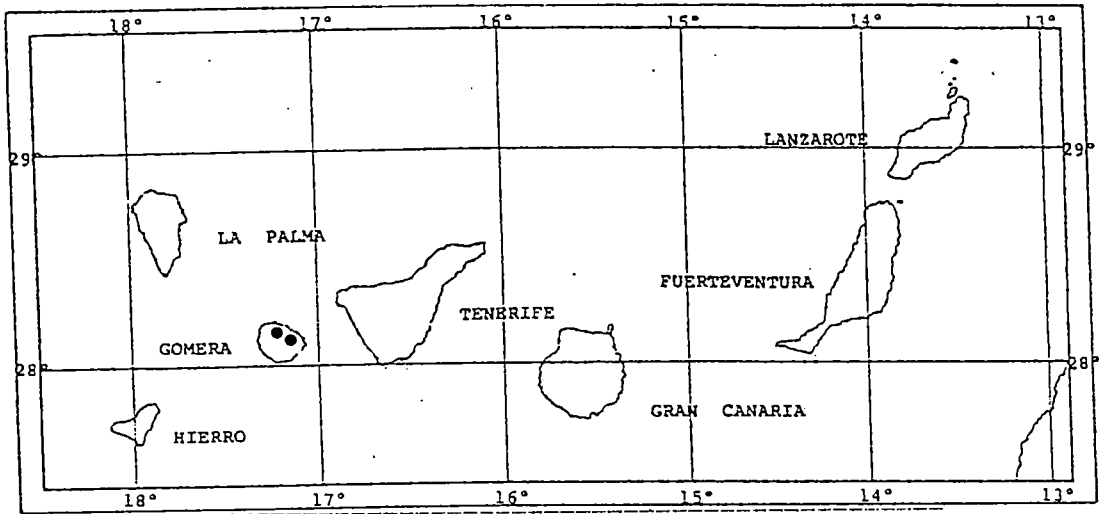 18° 17° 16° 15° 14° 13°
LANZAROTE
29° 29°
LA PALMA
FUERTEVENTURA
TENERIFE
GOMERA
28° 28°
GRAN CANARIA
HIERRO
18° 17° 16° 15° 14° 13°